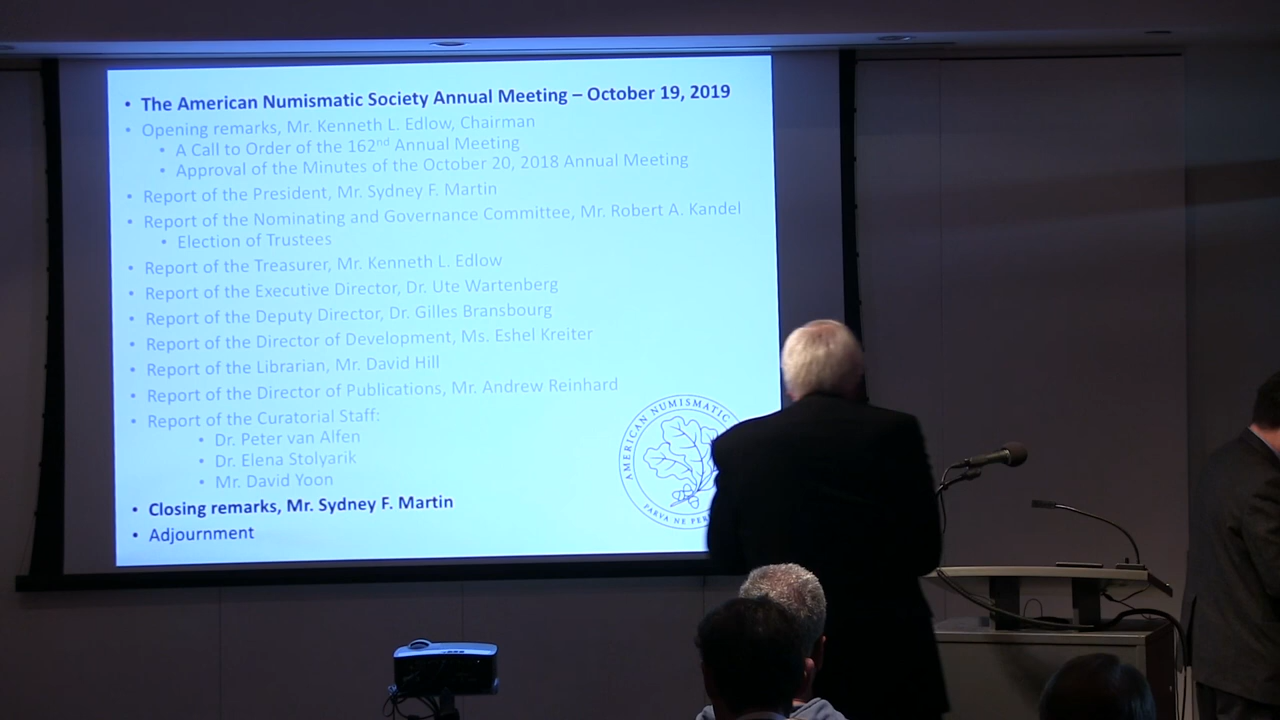 • The American Numismatic Society Annual Meeting – October 19, 2019
• Opening remarks, Mr. Kenneth L. Edlow, Chairman
• A Call to Order of the 162nd Annual Meeting
• Approval of the Minutes of the October 20, 2018 Annual Meeting
• Report of the President, Mr. Sydney F. Martin
• Report of the Nominating and Governance Committee, Mr. Robert A. Kandel
• Election of Trustees
• Report of the Treasurer, Mr. Kenneth L. Edlow
• Report of the Executive Director, Dr. Ute Wartenberg
• Report of the Deputy Director, Dr. Gilles Bransbourg
• Report of the Director of Development, Ms. Eshel Kreiter
• Report of the Librarian, Mr. David Hill
• Report of the Director of Publications, Mr. Andrew Reinhard
• Report of the Curatorial Staff:
• Dr. Peter van Alfen
• Dr. Elena Stolyarik
• Mr. David Yoon
• Closing remarks, Mr. Sydney F. Martin
• Adjournment
AMERICAN NUMISMATIC
PARVA NE